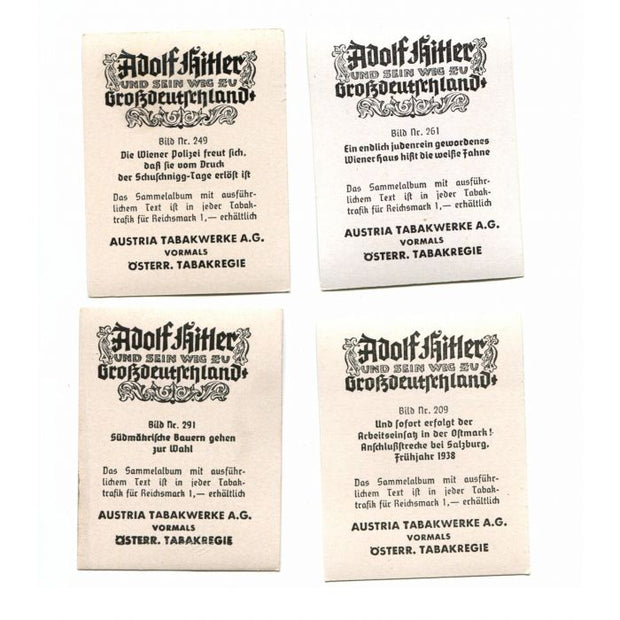 Adolf Hitler
UND SEIN WEG ZU
Großdeutschland
Bild Nr. 249
Die Wiener Polizei freut sich,
daß sie vom Druck
der Schuschnigg-Tage erlöst ist
Das Sammelalbum mit ausführ-
lichem Text ist in jeder Tabak-
trafik für Reichsmark 1,— erhältlich
AUSTRIA TABAKWERKE A.G.
VORMALS
ÖSTERR. TABAKREGIE
Adolf Hitler
UND SEIN WEG ZU
Großdeutschland
Bild Nr. 261
Ein endlich judenrein gewordenes
Wienerhaus hißt die weiße Fahne
Das Sammelalbum mit ausführ-
lichem Text ist in jeder Tabak-
trafik für Reichsmark 1,— erhältlich
AUSTRIA TABAKWERKE A.G.
VORMALS
ÖSTERR. TABAKREGIE
Adolf Hitler
UND SEIN WEG ZU
Großdeutschland
Bild Nr. 291
Südmährische Bauern gehen
zur Wahl
Das Sammelalbum mit ausführ-
lichem Text ist in jeder Tabak-
trafik für Reichsmark 1,— erhältlich
AUSTRIA TABAKWERKE A.G.
VORMALS
ÖSTERR. TABAKREGIE
Adolf Hitler
UND SEIN WEG ZU
Großdeutschland
Bild Nr. 209
Und sofort erfolgt der
Arbeitseinsatz in der Ostmark!
Anschlußstrecke bei Salzburg,
Frühjahr 1938
Das Sammelalbum mit ausführ-
lichem Text ist in jeder Tabak-
trafik für Reichsmark 1,— erhältlich
AUSTRIA TABAKWERKE A.G.
VORMALS
ÖSTERR. TABAKREGIE